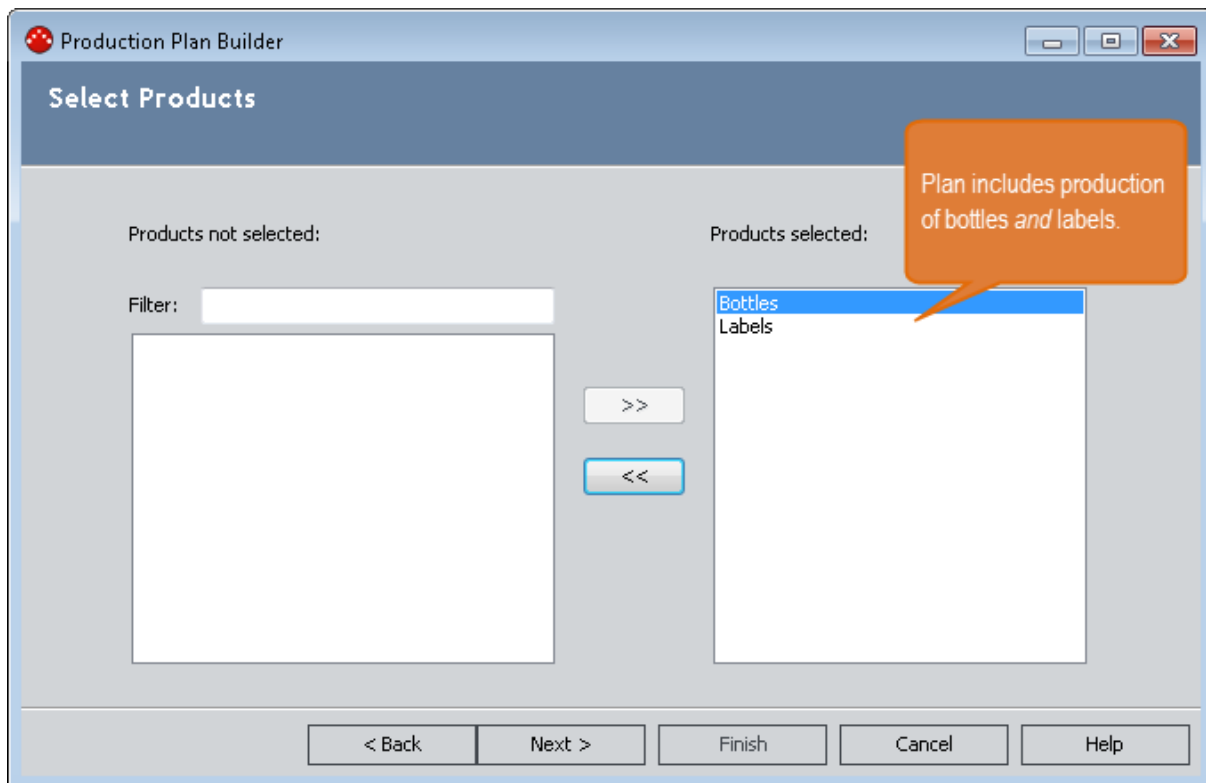 Production Plan Builder
Select Products
Plan includes production
of bottles and labels.
Products not selected:
Products selected:
Filter:
Bottles
Labels
>>
<<
< Back
Next >
Finish
Cancel
Help